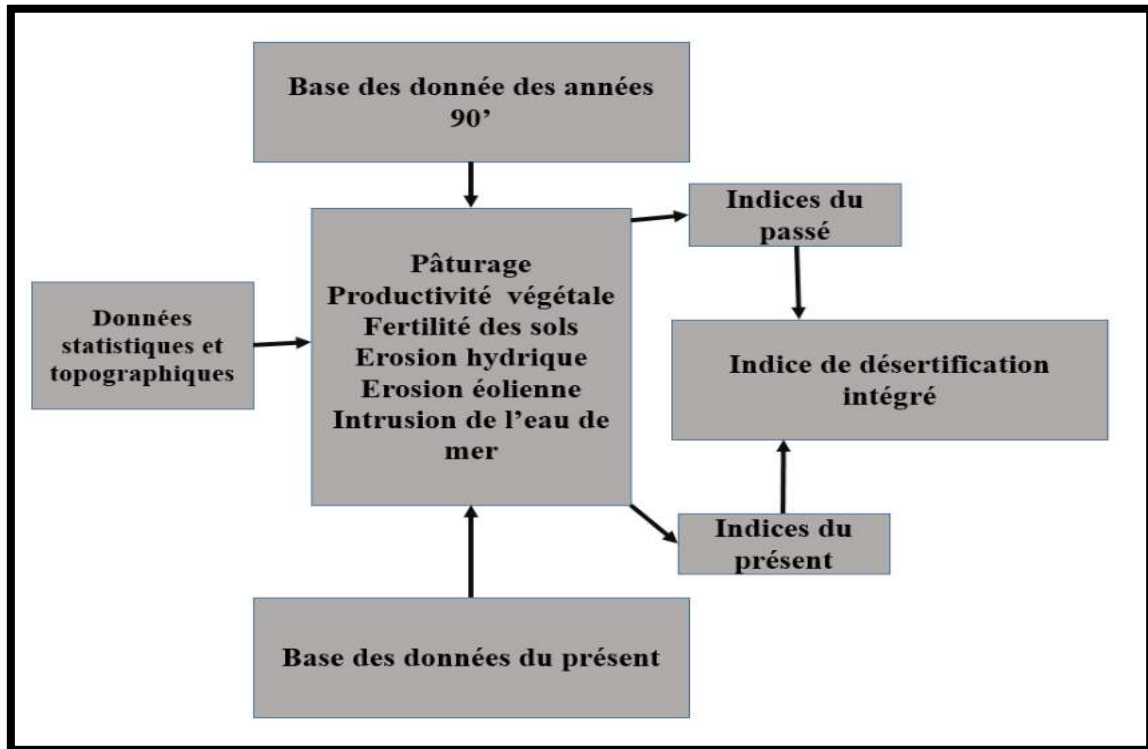 Base des donnée des années
90’
Données
statistiques et
topographiques
Pâturage
Productivité végétale
Fertilité des sols
Erosion hydrique
Erosion éolienne
Intrusion de l’eau de
mer
Indices du
passé
Indice de désertification
intégré
Indices du
présent
Base des données du présent